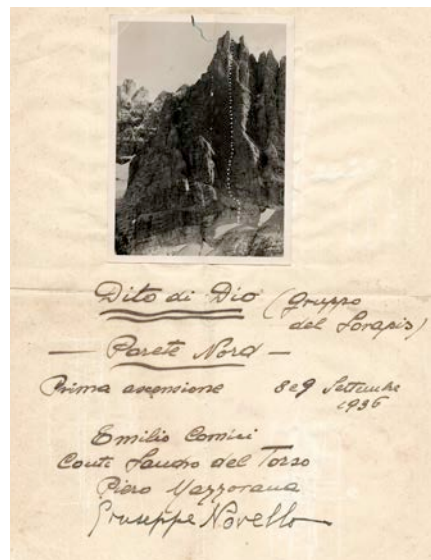 Dito di Dio (Gruppo
del Sorapis)
— Parete Nord —
Prima ascensione 8 e 9 Settembre
1936
Emilio Comici
Conte Sandro del Torso
Piero Mazzorana
Giuseppe Novello